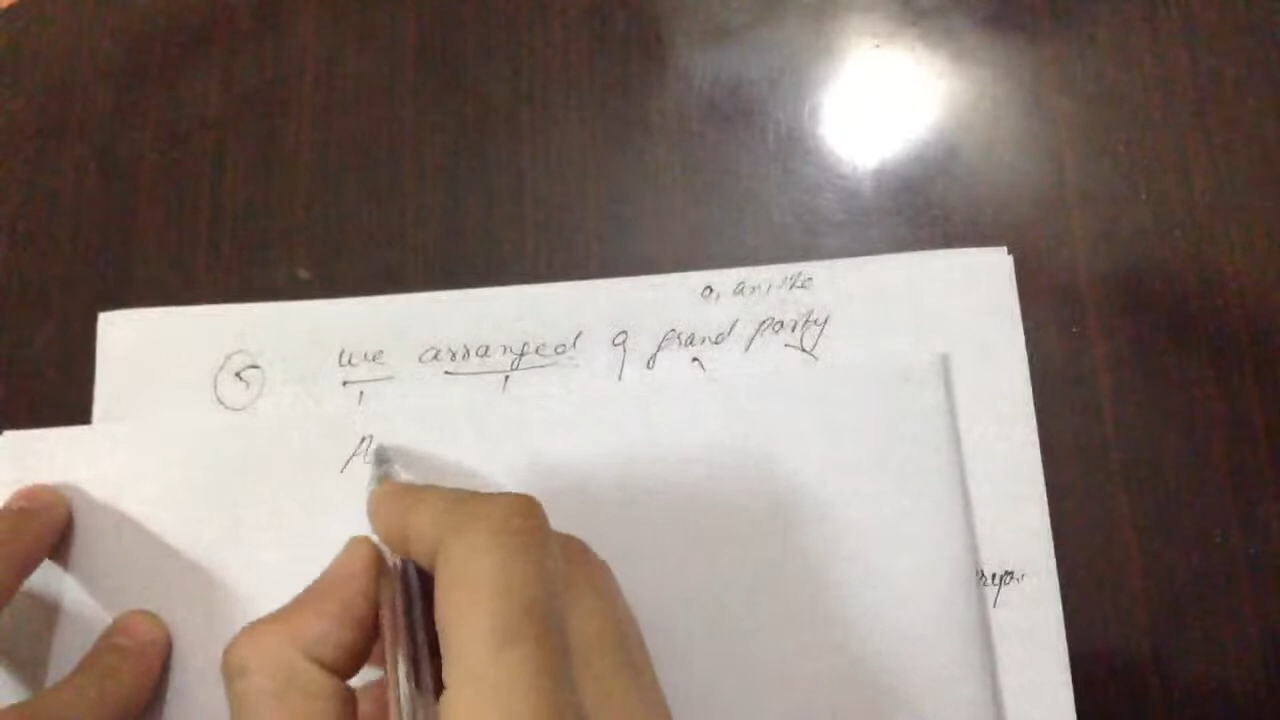 a, an, the
5 we arranged a grand party
A